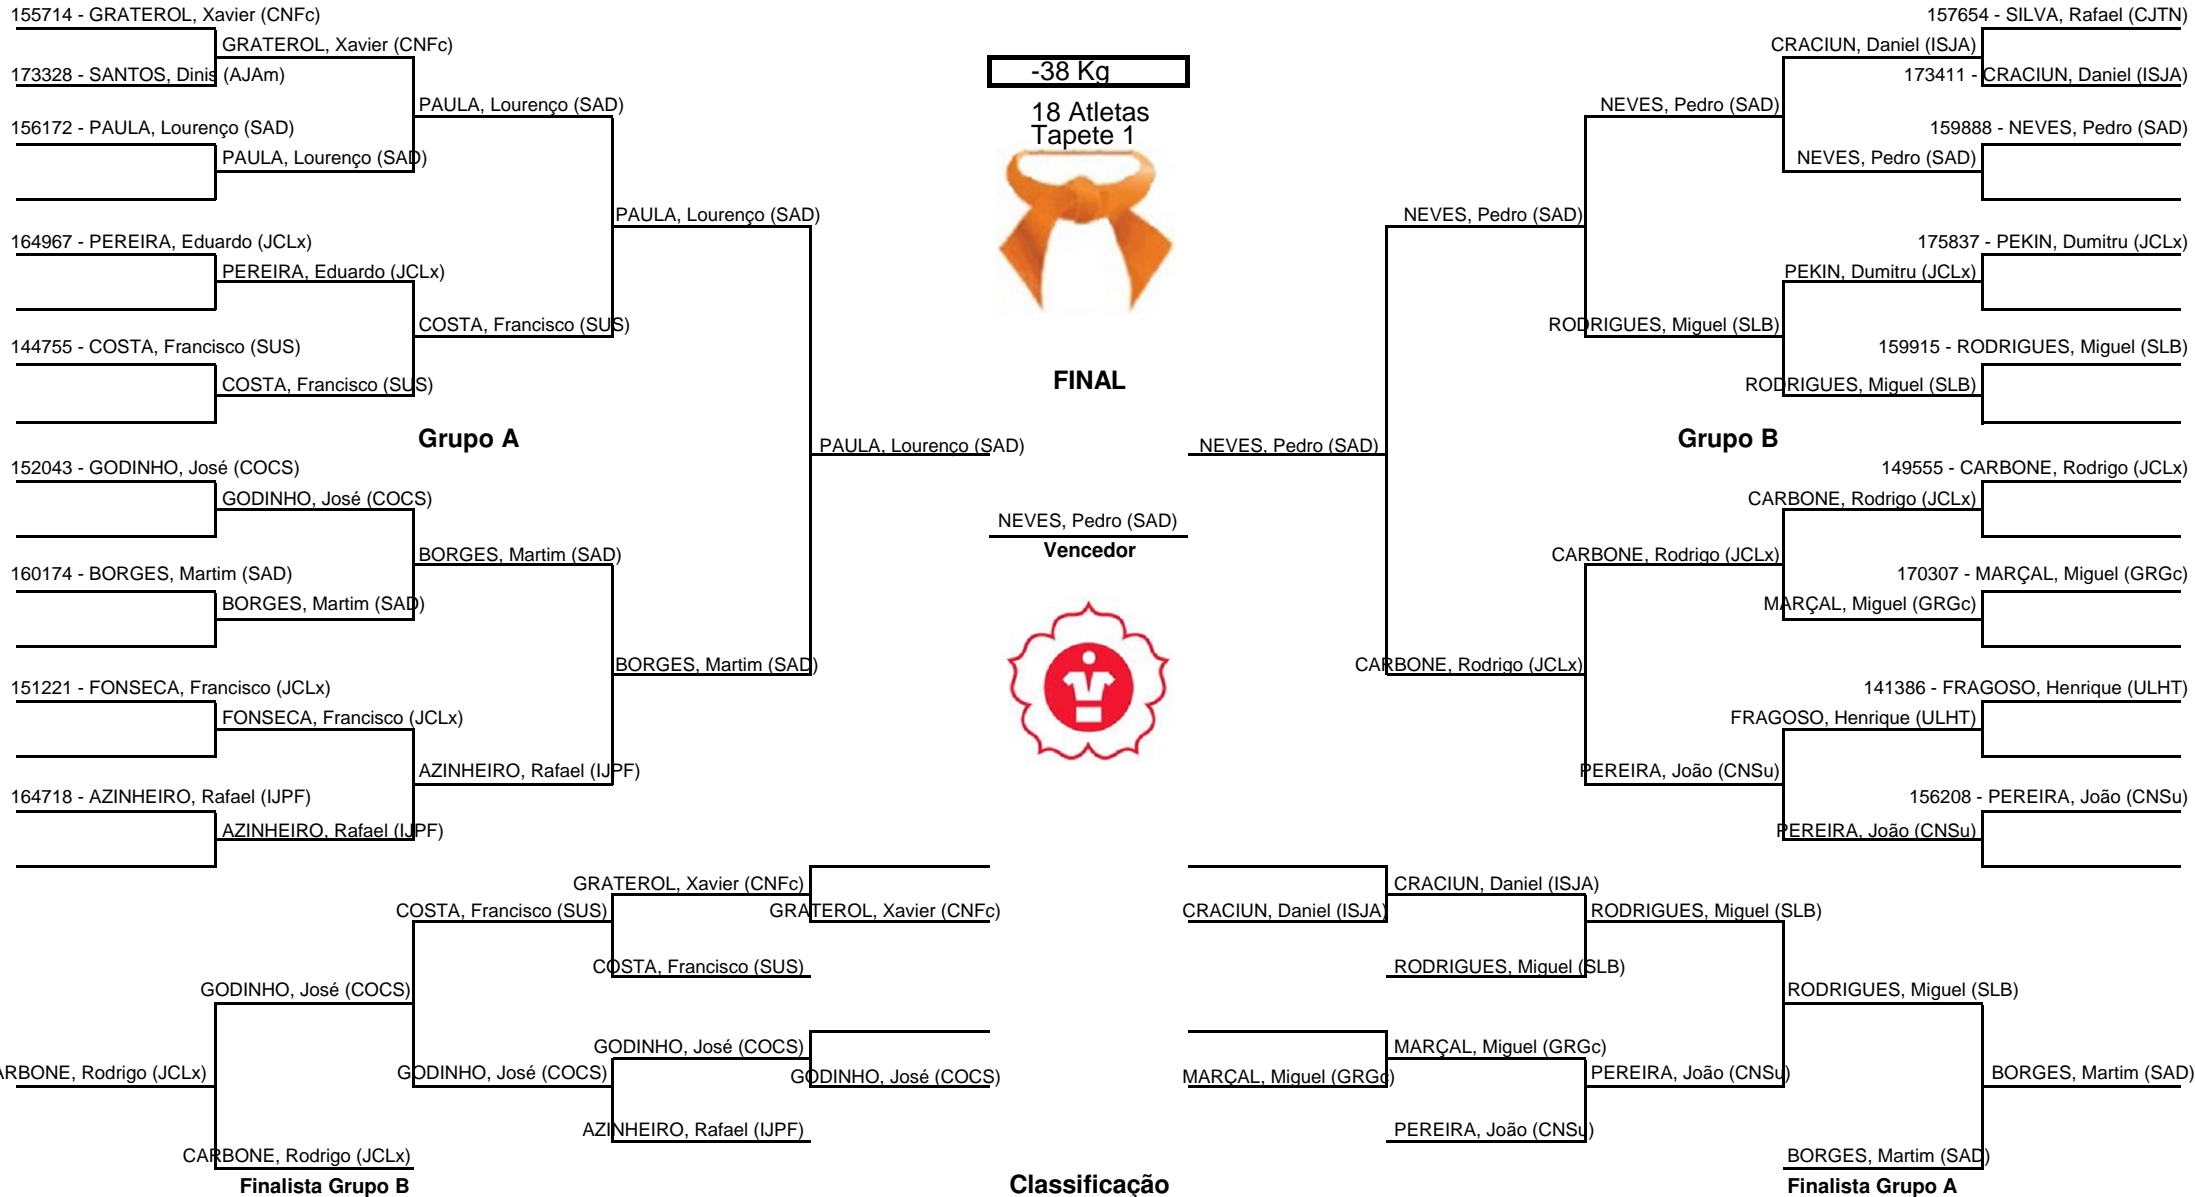 155714 - GRATEROL, Xavier (CNFc)
GRATEROL, Xavier (CNFc)
173328 - SANTOS, Dinis (AJAm)
PAULA, Lourenço (SAD)
156172 - PAULA, Lourenço (SAD)
PAULA, Lourenço (SAD)
PAULA, Lourenço (SAD)
164967 - PEREIRA, Eduardo (JCLx)
PEREIRA, Eduardo (JCLx)
COSTA, Francisco (SUS)
144755 - COSTA, Francisco (SUS)
COSTA, Francisco (SUS)
Grupo A
PAULA, Lourenço (SAD)
152043 - GODINHO, José (COCS)
GODINHO, José (COCS)
BORGES, Martim (SAD)
160174 - BORGES, Martim (SAD)
BORGES, Martim (SAD)
BORGES, Martim (SAD)
151221 - FONSECA, Francisco (JCLx)
FONSECA, Francisco (JCLx)
AZINHEIRO, Rafael (IJPF)
164718 - AZINHEIRO, Rafael (IJPF)
AZINHEIRO, Rafael (IJPF)
-38 Kg
18 Atletas
Tapete 1
FINAL
NEVES, Pedro (SAD)
Vencedor
157654 - SILVA, Rafael (CJTN)
CRACIUN, Daniel (ISJA)
173411 - CRACIUN, Daniel (ISJA)
NEVES, Pedro (SAD)
159888 - NEVES, Pedro (SAD)
NEVES, Pedro (SAD)
NEVES, Pedro (SAD)
175837 - PEKIN, Dumitru (JCLx)
PEKIN, Dumitru (JCLx)
RODRIGUES, Miguel (SLB)
159915 - RODRIGUES, Miguel (SLB)
RODRIGUES, Miguel (SLB)
Grupo B
NEVES, Pedro (SAD)
149555 - CARBONE, Rodrigo (JCLx)
CARBONE, Rodrigo (JCLx)
CARBONE, Rodrigo (JCLx)
170307 - MARÇAL, Miguel (GRGc)
MARÇAL, Miguel (GRGc)
CARBONE, Rodrigo (JCLx)
141386 - FRAGOSO, Henrique (ULHT)
FRAGOSO, Henrique (ULHT)
PEREIRA, João (CNSu)
156208 - PEREIRA, João (CNSu)
PEREIRA, João (CNSu)
GRATEROL, Xavier (CNFc)
COSTA, Francisco (SUS)
GRATEROL, Xavier (CNFc)
COSTA, Francisco (SUS)
GODINHO, José (COCS)
GODINHO, José (COCS)
ARBONE, Rodrigo (JCLx)
GODINHO, José (COCS)
GODINHO, José (COCS)
AZINHEIRO, Rafael (IJPF)
CARBONE, Rodrigo (JCLx)
Finalista Grupo B
CRACIUN, Daniel (ISJA)
CRACIUN, Daniel (ISJA)
RODRIGUES, Miguel (SLB)
RODRIGUES, Miguel (SLB)
RODRIGUES, Miguel (SLB)
MARÇAL, Miguel (GRGc)
MARÇAL, Miguel (GRGc)
PEREIRA, João (CNSu)
BORGES, Martim (SAD)
PEREIRA, João (CNSu)
BORGES, Martim (SAD)
Classificação
Finalista Grupo A